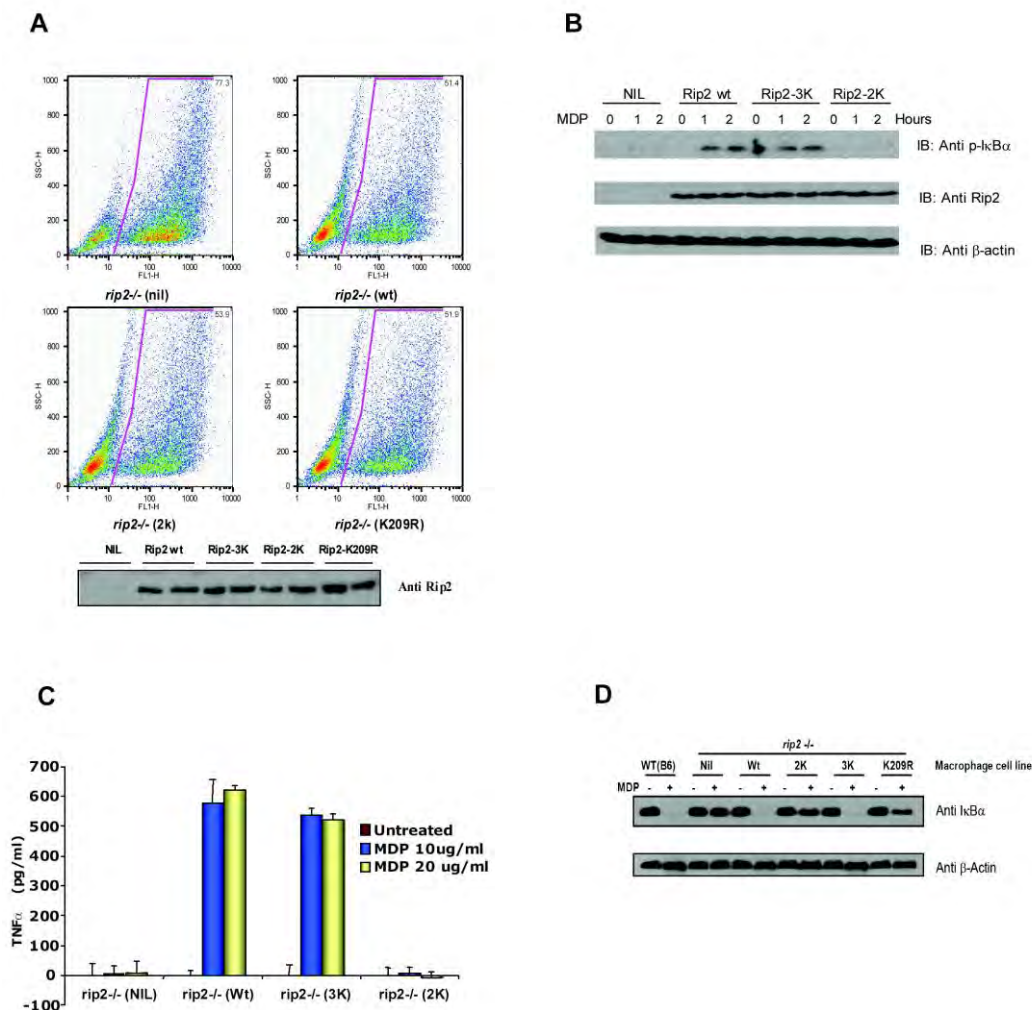 A
1000
800
600
400
200
0
SSC-H
77.3
1 10 100 1000 10000
FL1-H
rip2-/- (nil)
1000
800
600
400
200
0
SSC-H
51.4
1 10 100 1000 10000
FL1-H
rip2-/- (wt)
1000
800
600
400
200
0
SSC-H
53.9
1 10 100 1000 10000
FL1-H
rip2-/- (2k)
1000
800
600
400
200
0
SSC-H
51.9
1 10 100 1000 10000
FL1-H
rip2-/- (K209R)
NIL Rip2 wt Rip2-3K Rip2-2K Rip2-K209R
Anti Rip2
B
NIL Rip2 wt Rip2-3K Rip2-2K
MDP 0 1 2 0 1 2 0 1 2 0 1 2 Hours
IB: Anti p-IκBα
IB: Anti Rip2
IB: Anti β-actin
C
700
600
500
400
300
200
100
0
-100
TNFα (pg/ml)
Untreated
MDP 10ug/ml
MDP 20 ug/ml
rip2-/- (NIL) rip2-/- (Wt) rip2-/- (3K) rip2-/- (2K)
D
rip2 -/-
WT(B6) Nil Wt 2K 3K K209R Macrophage cell line
MDP - + - + - + - + - + - +
Anti IκBα
Anti β-Actin